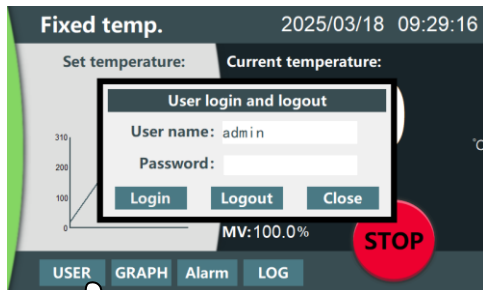 Fixed temp. 2025/03/18 09:29:16
Set temperature: Current temperature:
User login and logout
User name: admin
Password:
Login Logout Close
310
200
100
0
°C
MV:100.0%
STOP
USER GRAPH Alarm LOG